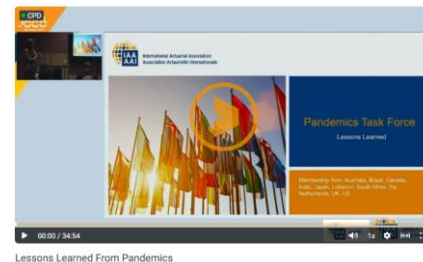 CPD
IAA
AAI
International Actuarial Association
Association Actuarielle Internationale
Pandemics Task Force
Lessons Learned
Membership from: Australia, Brazil, Canada,
India, Japan, Lebanon, South Africa, the
Netherlands, UK, US
00:00 / 34:54
1x
Lessons Learned From Pandemics